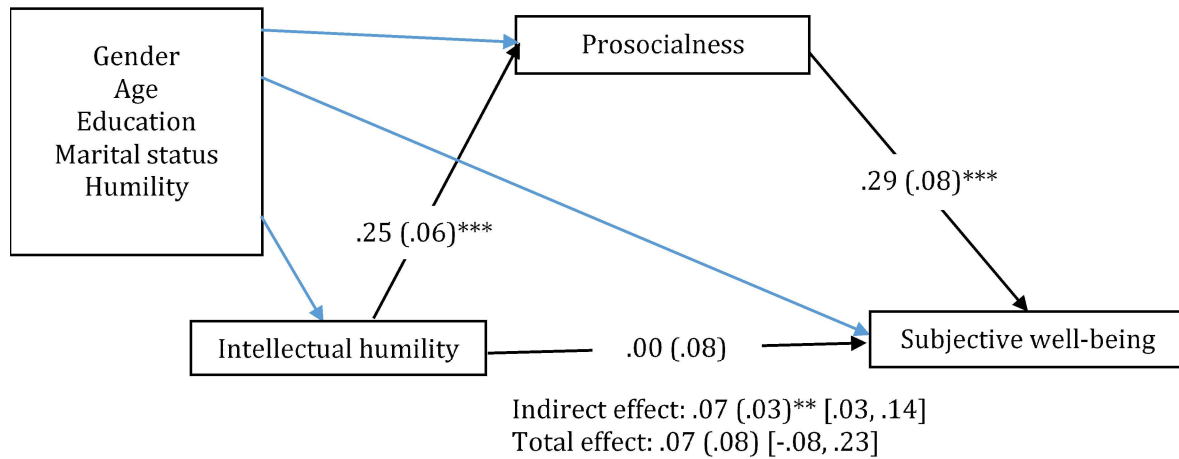 Gender
Age
Education
Marital status
Humility
Prosocialness
.29 (.08)***
.25 (.06)***
Intellectual humility
.00 (.08)
Subjective well-being
Indirect effect: .07 (.03)** [.03, .14]
Total effect: .07 (.08) [-.08, .23]